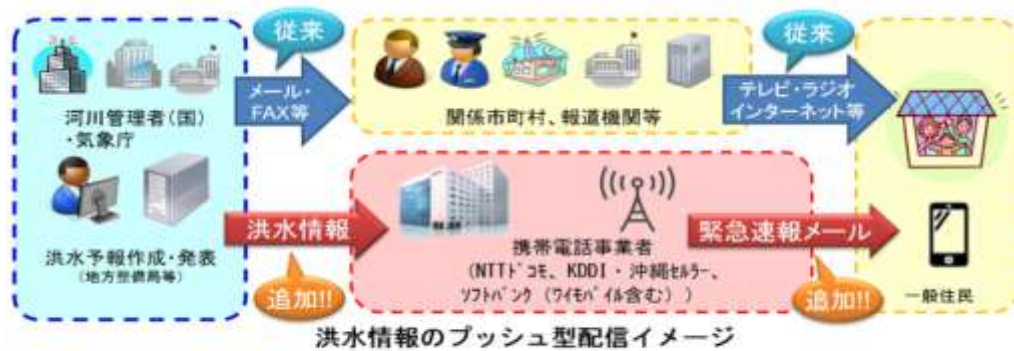 従来
従来
河川管理者(国)
・気象庁
メール・
FAX等
関係市町村、報道機関等
テレビ・ラジオ
インターネット等
洪水予報作成・発表
(地方整備局等)
洪水情報
追加!!
携帯電話事業者
(NTTドコモ、KDDI・沖縄セルラー、
ソフトバンク(ワイモバイル含む))
緊急速報メール
追加!!
一般住民
洪水情報のプッシュ型配信イメージ